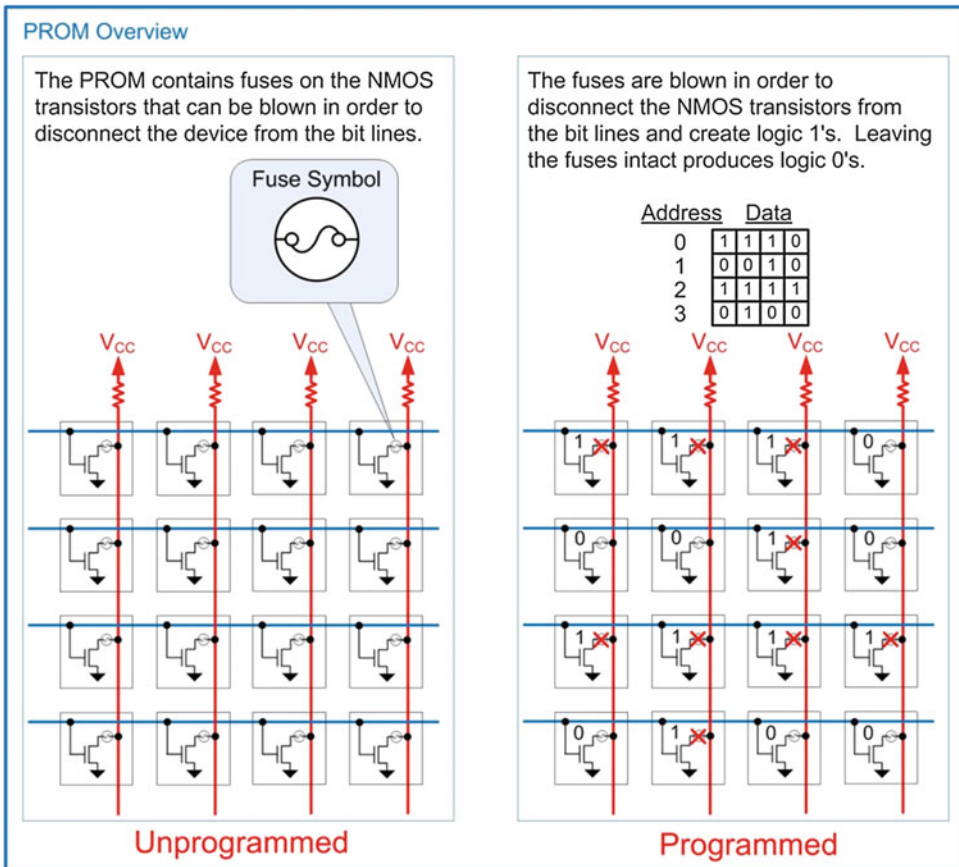 PROM Overview
The PROM contains fuses on the NMOS
transistors that can be blown in order to
disconnect the device from the bit lines.
Fuse Symbol
VCC VCC VCC VCC
Unprogrammed
The fuses are blown in order to
disconnect the NMOS transistors from
the bit lines and create logic 1's. Leaving
the fuses intact produces logic 0's.
Address Data
0 1 1 1 0
1 0 0 1 0
2 1 1 1 1
3 0 1 0 0
VCC VCC VCC VCC
1 1 1 0
0 0 1 0
1 1 1 1
0 1 0 0
Programmed